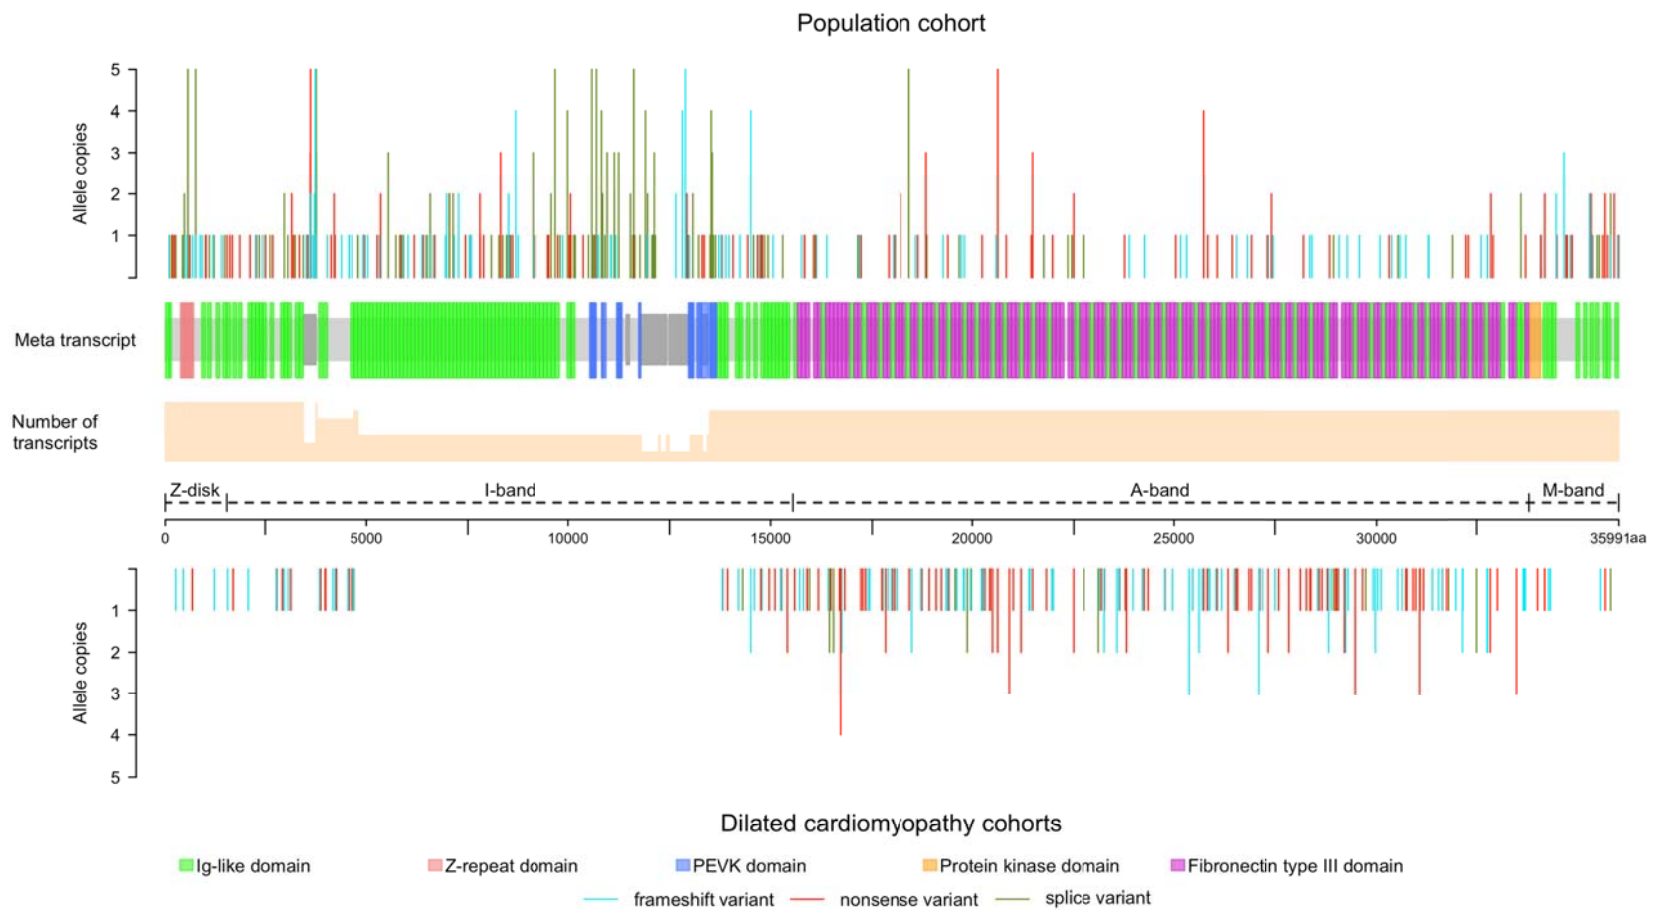 Population cohort
5
4
3
2
1
Allele copies
Meta transcript
Number of
transcripts
Z-disk I-band A-band M-band
0 5000 10000 15000 20000 25000 30000 35991aa
1
2
3
4
5
Allele copies
Dilated cardiomyopathy cohorts
Ig-like domain Z-repeat domain PEVK domain Protein kinase domain Fibronectin type III domain
frameshift variant nonsense variant splice variant